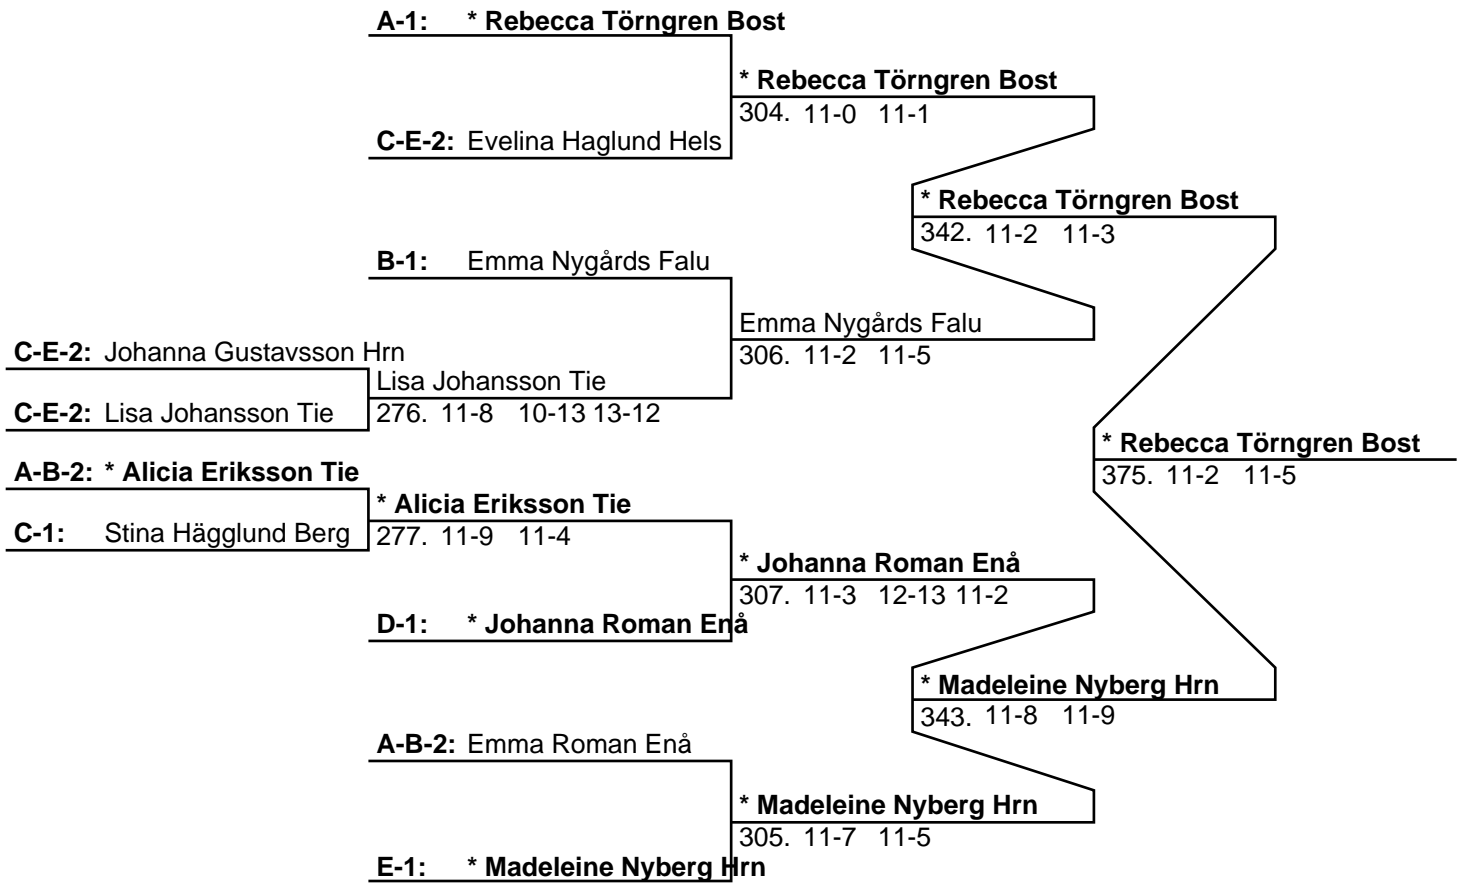 A-1: * Rebecca Törngren Bost
* Rebecca Törngren Bost
304. 11-0 11-1
C-E-2: Evelina Haglund Hels
* Rebecca Törngren Bost
342. 11-2 11-3
B-1: Emma Nygårds Falu
Emma Nygårds Falu
306. 11-2 11-5
C-E-2: Johanna Gustavsson Hrn
Lisa Johansson Tie
276. 11-8 10-13 13-12
C-E-2: Lisa Johansson Tie
* Rebecca Törngren Bost
375. 11-2 11-5
A-B-2: * Alicia Eriksson Tie
* Alicia Eriksson Tie
277. 11-9 11-4
C-1: Stina Hägglund Berg
* Johanna Roman Enå
307. 11-3 12-13 11-2
D-1: * Johanna Roman Enå
* Madeleine Nyberg Hrn
343. 11-8 11-9
A-B-2: Emma Roman Enå
* Madeleine Nyberg Hrn
305. 11-7 11-5
E-1: * Madeleine Nyberg Hrn